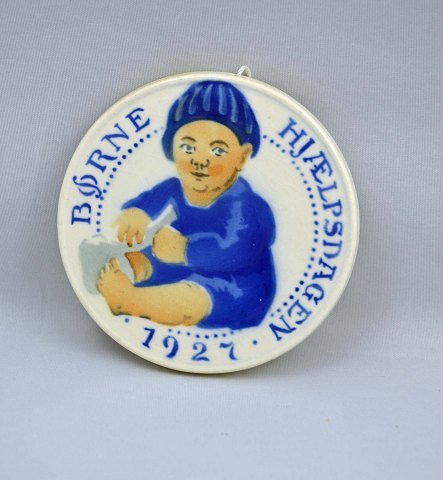 BØRNE
HJÆLPSDAGEN
· 1927 ·